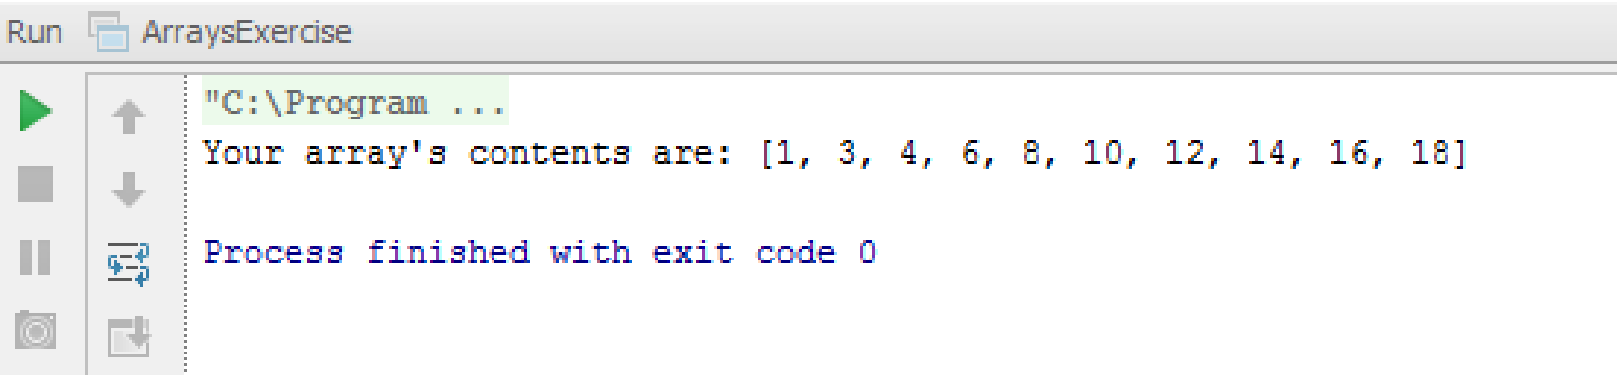 Run ArraysExercise
"C:\Program ...
Your array's contents are: [1, 3, 4, 6, 8, 10, 12, 14, 16, 18]
Process finished with exit code 0